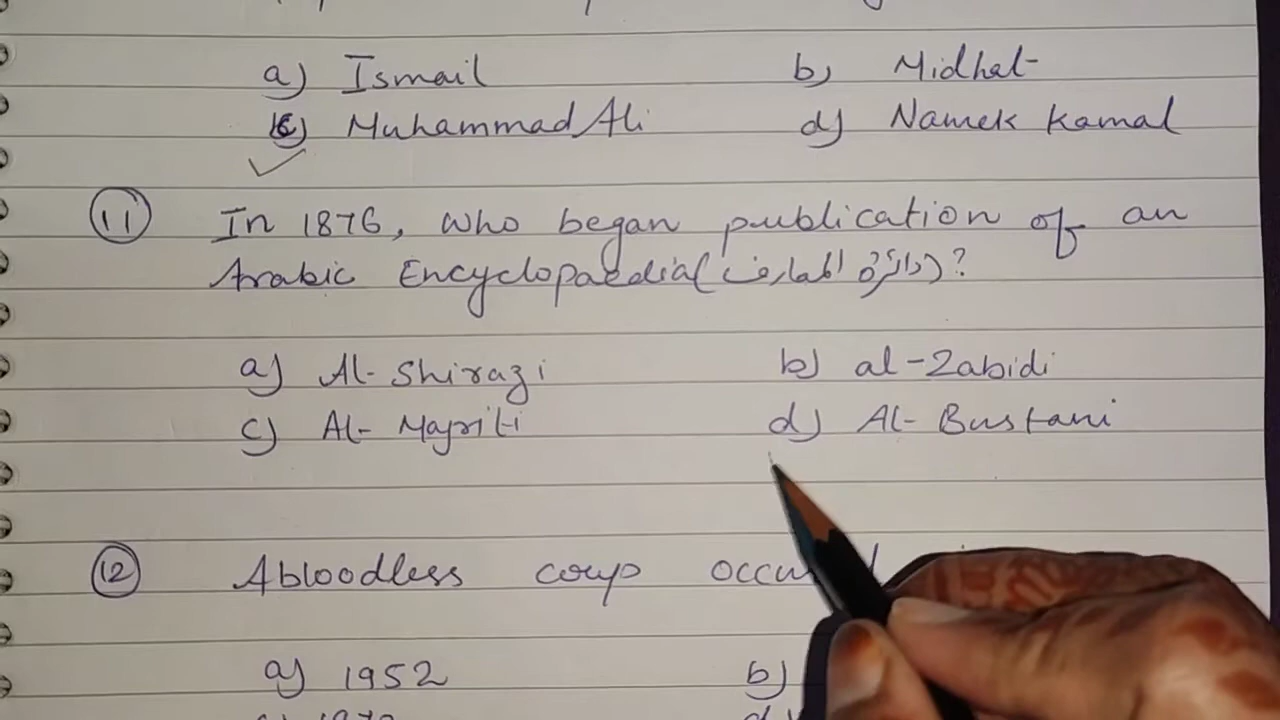 a) Ismail b) Midhat
c) Muhammad Ali d) Namek Kamal
11 In 1876, who began publication of an
Arabic Encyclopaedia (دائرة المعارف)?
a) Al-Shirazi b) al-Zabidi
c) Al-Majriti d) Al-Bustani
12 A bloodless coup
a) 1952 b)